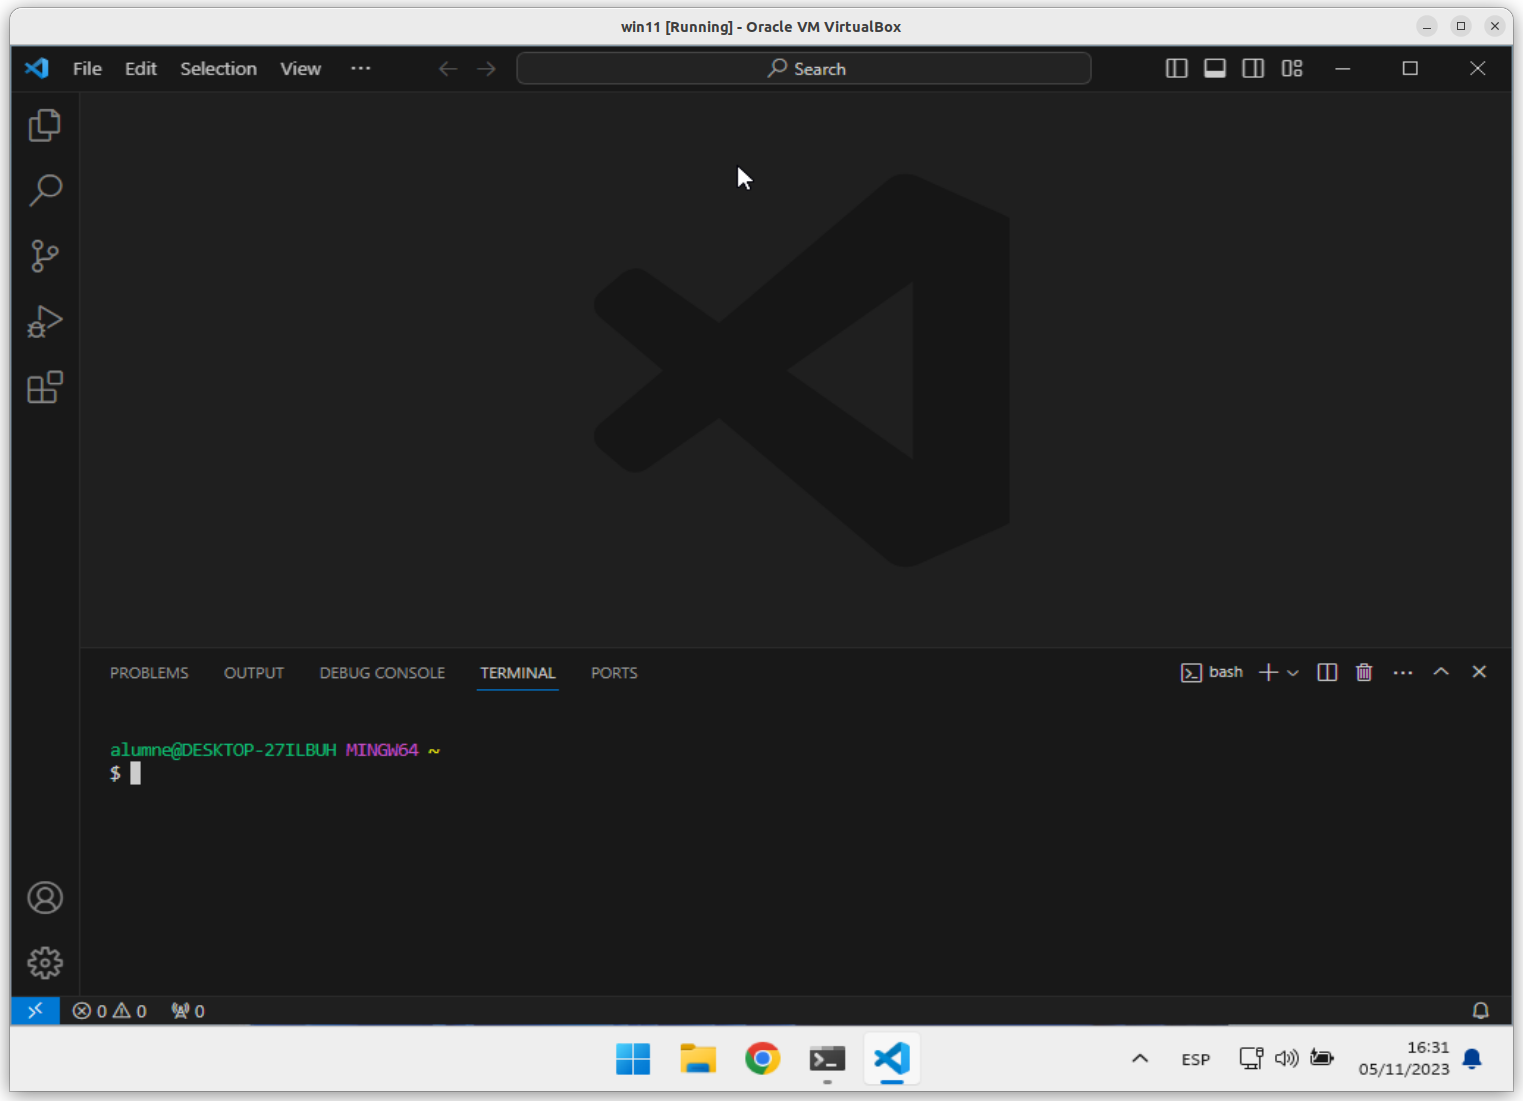 win11 [Running] - Oracle VM VirtualBox
File Edit Selection View ··· Search
PROBLEMS OUTPUT DEBUG CONSOLE TERMINAL PORTS bash
alumne@DESKTOP-27ILBUH MINGW64 ~
$
0 0 0
ESP 16:31
05/11/2023